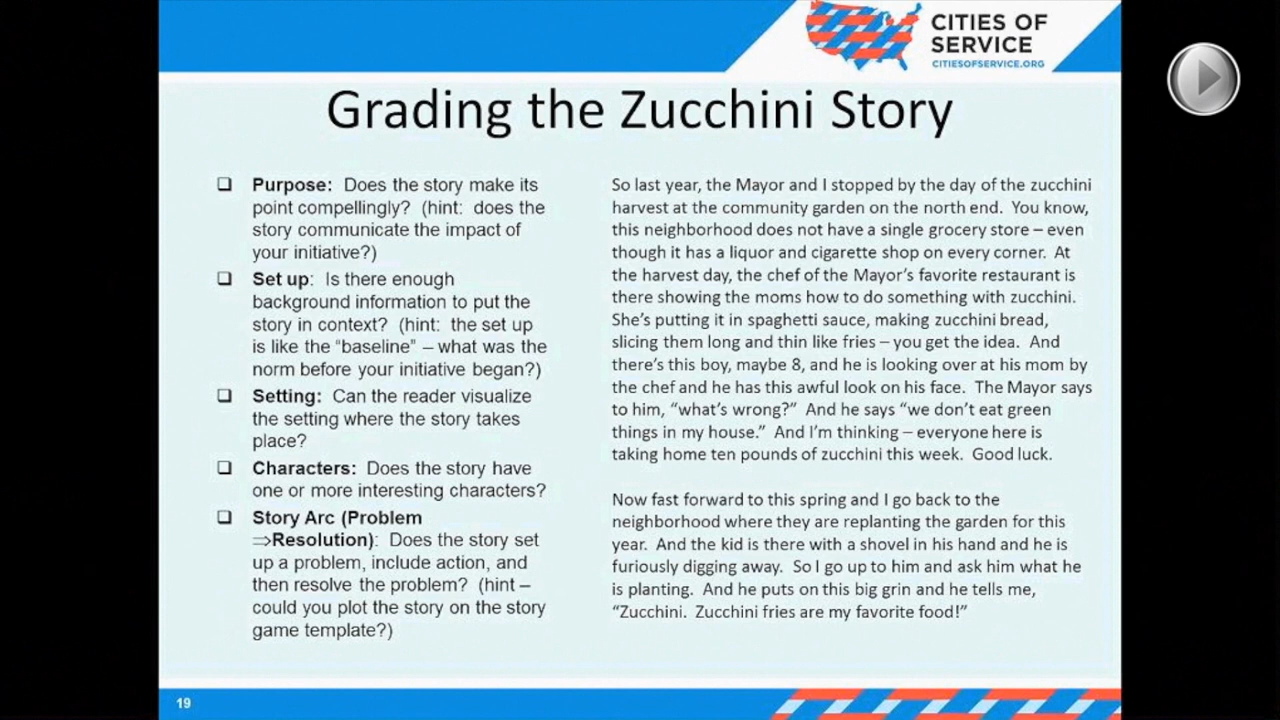 CITIES OF
SERVICE
CITIESOFSERVICE.ORG
Grading the Zucchini Story
❑ Purpose: Does the story make its
point compellingly? (hint: does the
story communicate the impact of
your initiative?)
❑ Set up: Is there enough
background information to put the
story in context? (hint: the set up
is like the “baseline” – what was the
norm before your initiative began?)
❑ Setting: Can the reader visualize
the setting where the story takes
place?
❑ Characters: Does the story have
one or more interesting characters?
❑ Story Arc (Problem
⇒Resolution): Does the story set
up a problem, include action, and
then resolve the problem? (hint –
could you plot the story on the story
game template?)
So last year, the Mayor and I stopped by the day of the zucchini
harvest at the community garden on the north end. You know,
this neighborhood does not have a single grocery store – even
though it has a liquor and cigarette shop on every corner. At
the harvest day, the chef of the Mayor’s favorite restaurant is
there showing the moms how to do something with zucchini.
She’s putting it in spaghetti sauce, making zucchini bread,
slicing them long and thin like fries – you get the idea. And
there’s this boy, maybe 8, and he is looking over at his mom by
the chef and he has this awful look on his face. The Mayor says
to him, “what’s wrong?” And he says “we don’t eat green
things in my house.” And I’m thinking – everyone here is
taking home ten pounds of zucchini this week. Good luck.
Now fast forward to this spring and I go back to the
neighborhood where they are replanting the garden for this
year. And the kid is there with a shovel in his hand and he is
furiously digging away. So I go up to him and ask him what he
is planting. And he puts on this big grin and he tells me,
“Zucchini. Zucchini fries are my favorite food!”
19